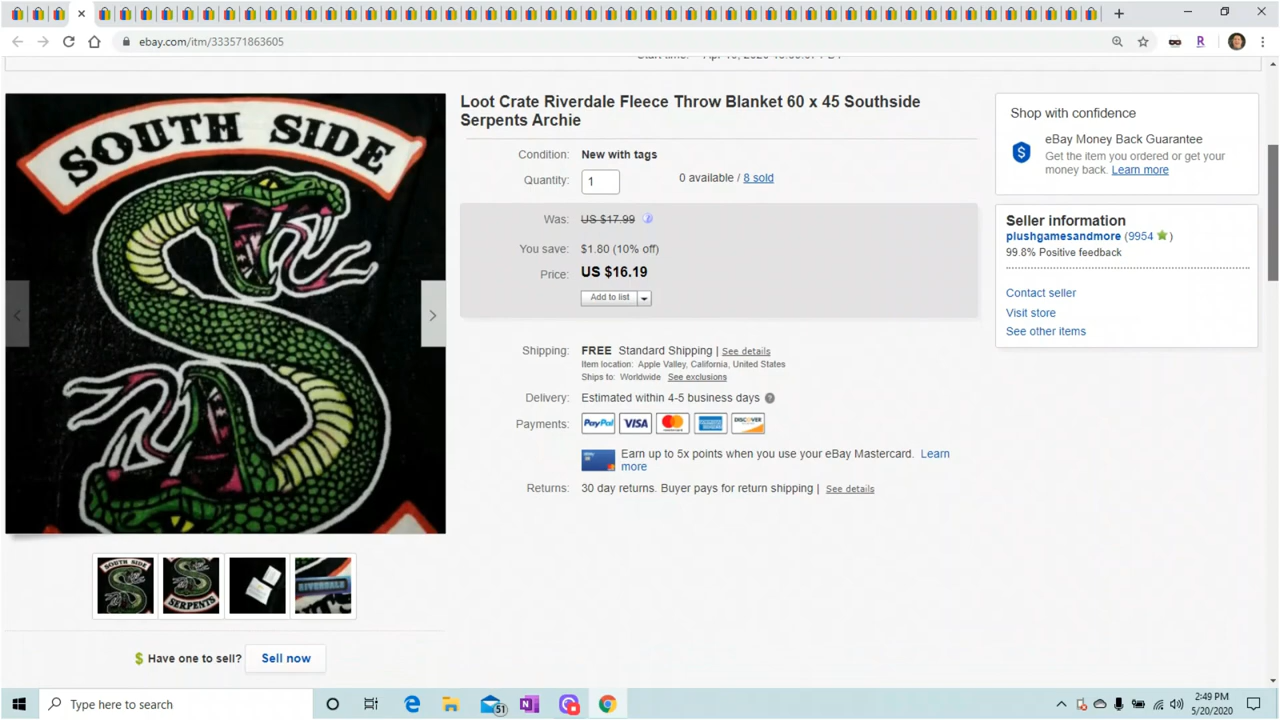 ebay.com/itm/333571863605
R
Loot Crate Riverdale Fleece Throw Blanket 60 x 45 Southside
Serpents Archie
Condition: New with tags
Quantity: 1 0 available / 8 sold
Was: US $17.99
You save: $1.80 (10% off)
Price: US $16.19
Add to list
Shipping: FREE Standard Shipping | See details
Item location: Apple Valley, California, United States
Ships to: Worldwide See exclusions
Delivery: Estimated within 4-5 business days ?
Payments: PayPal VISA DISCOVER
Earn up to 5x points when you use your eBay Mastercard. Learn
more
Returns: 30 day returns. Buyer pays for return shipping | See details
Shop with confidence
eBay Money Back Guarantee
Get the item you ordered or get your
money back. Learn more
Seller information
plushgamesandmore (9954 )
99.8% Positive feedback
Contact seller
Visit store
See other items
SOUTH SIDE
SOUTH SIDE
SERPENTS
RIVERDALE
$ Have one to sell? Sell now
Type here to search
51
2:49 PM
5/20/2020